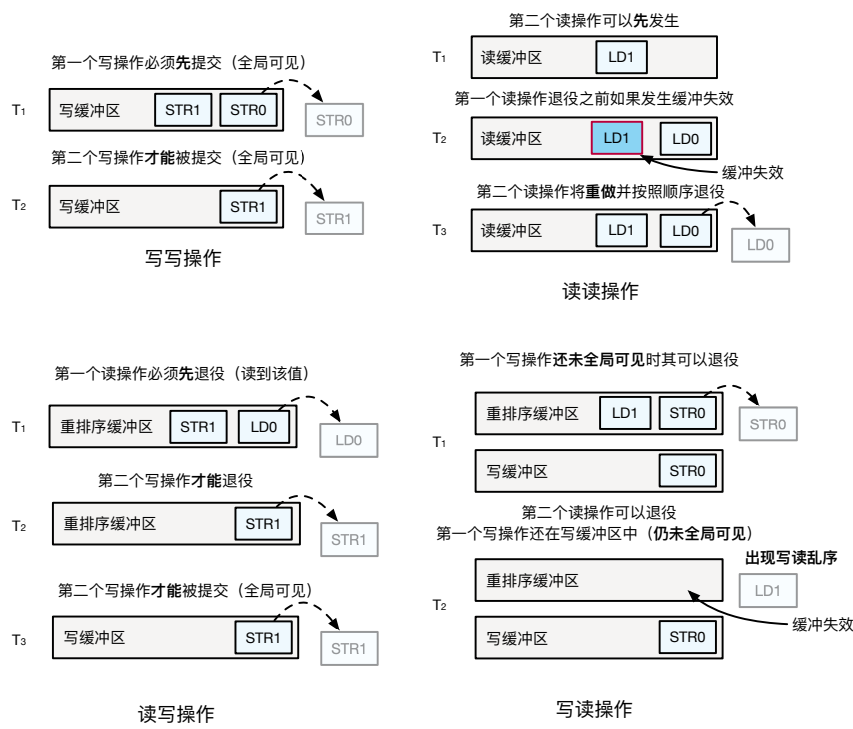 第一个写操作必须先提交（全局可见）
T1
写缓冲区
STR1
STR0
STR0
第二个写操作才能被提交（全局可见）
T2
写缓冲区
STR1
STR1
写写操作
第二个读操作可以先发生
T1
读缓冲区
LD1
第一个读操作退役之前如果发生缓冲失效
T2
读缓冲区
LD1
LD0
缓冲失效
第二个读操作将重做并按照顺序退役
T3
读缓冲区
LD1
LD0
LD0
读读操作
第一个读操作必须先退役（读到该值）
T1
重排序缓冲区
STR1
LD0
LD0
第二个写操作才能退役
T2
重排序缓冲区
STR1
STR1
第二个写操作才能被提交（全局可见）
T3
写缓冲区
STR1
STR1
读写操作
第一个写操作还未全局可见时其可以退役
T1
重排序缓冲区
LD1
STR0
STR0
写缓冲区
STR0
第二个读操作可以退役
第一个写操作还在写缓冲区中（仍未全局可见）
出现写读乱序
T2
重排序缓冲区
LD1
缓冲失效
写缓冲区
STR0
写读操作